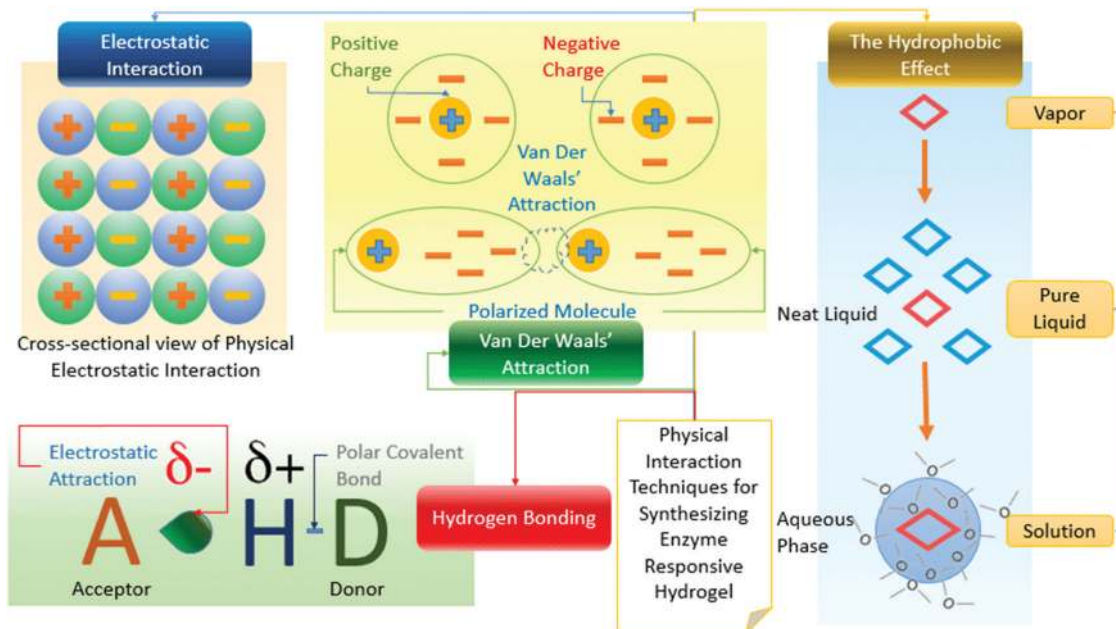 Electrostatic
Interaction
Cross-sectional view of Physical
Electrostatic Interaction
Positive
Charge
Negative
Charge
Van Der
Waals’
Attraction
Polarized Molecule
Van Der Waals’
Attraction
The Hydrophobic
Effect
Vapor
Neat Liquid
Pure
Liquid
Aqueous
Phase
Solution
O
O
O
O
O
O
O
O
O
O
O
O
O
O
Electrostatic
Attraction
δ-
δ+
Polar Covalent
Bond
A
H
D
Acceptor
Donor
Hydrogen Bonding
Physical
Interaction
Techniques for
Synthesizing
Enzyme
Responsive
Hydrogel